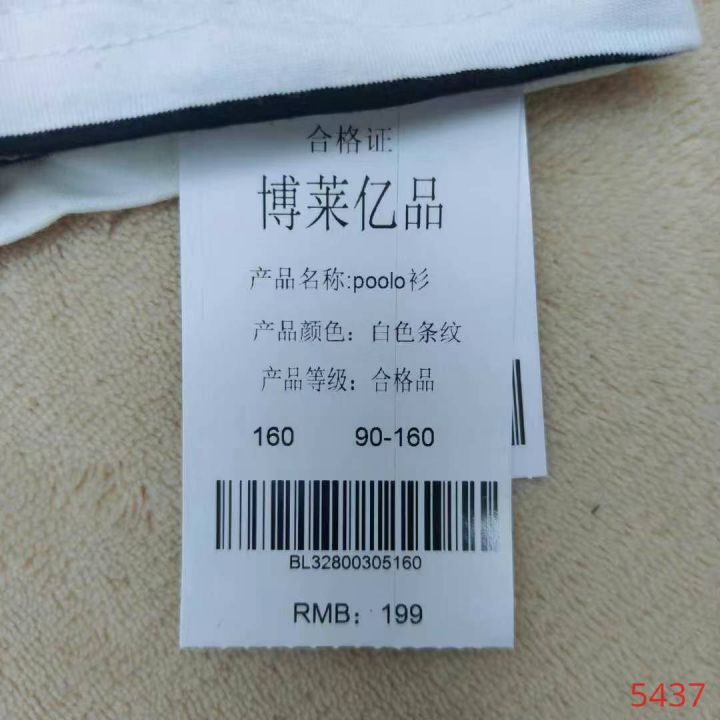 合格证
博莱亿品
产品名称:poolo衫
产品颜色：白色条纹
产品等级：合格品
160 90-160
BL32800305160
RMB：199
5437